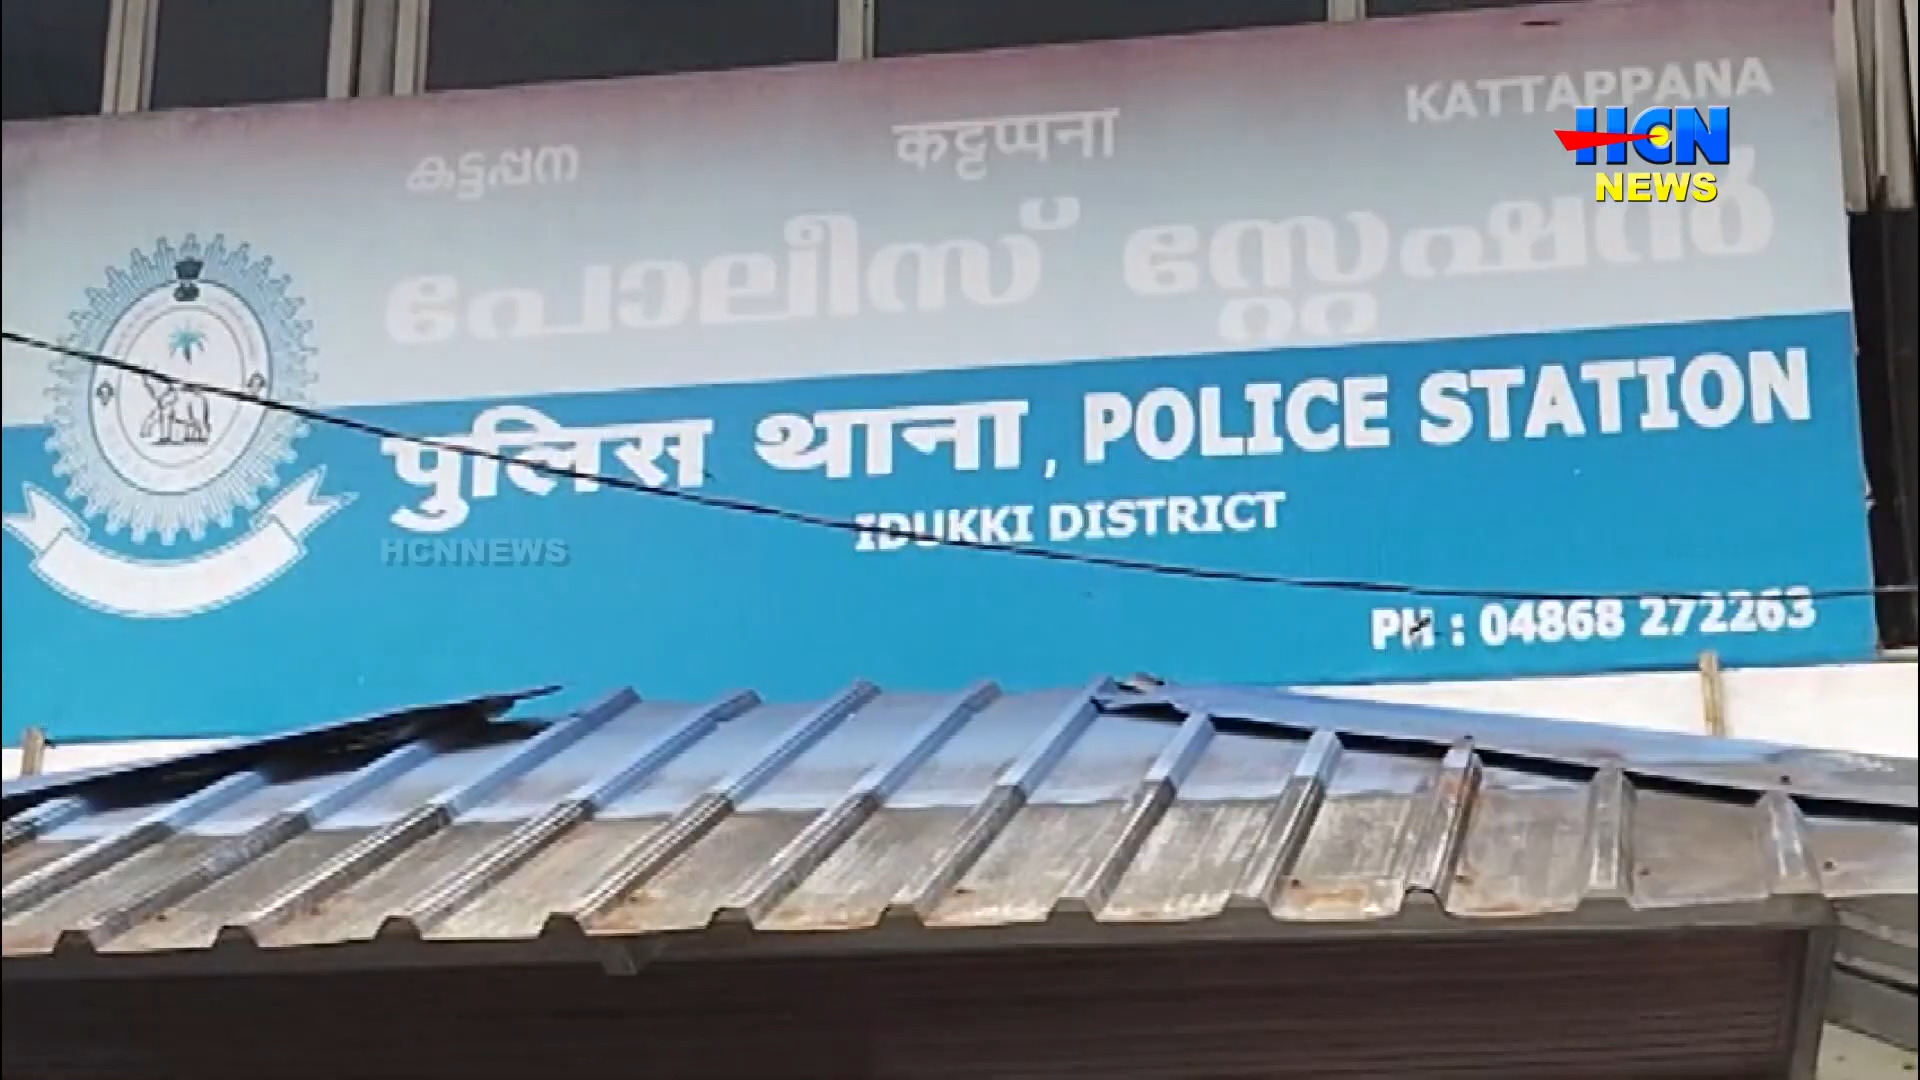 കട്ടപ്പന कट्टप्पना KATTAPPANA
HCN
NEWS
പോലീസ് സ്റ്റേഷൻ
पुलिस थाना, POLICE STATION
IDUKKI DISTRICT
HCNNEWS
PH : 04868 272263